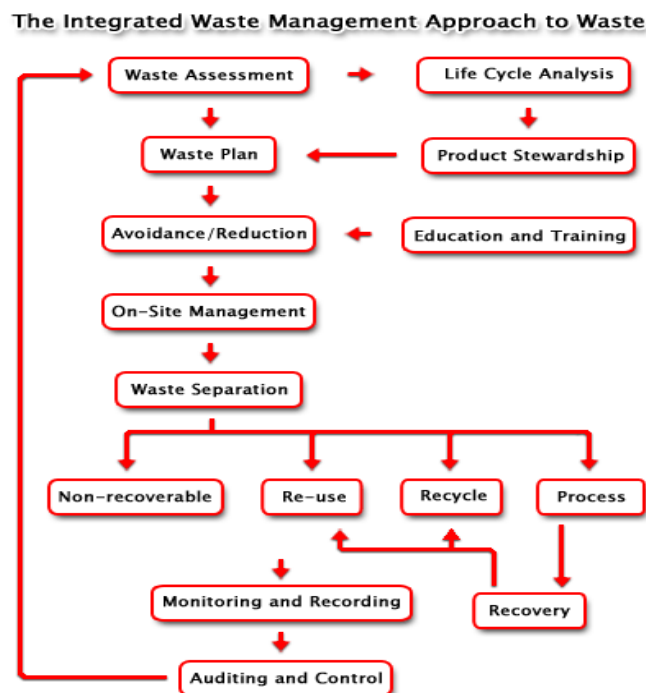 The Integrated Waste Management Approach to Waste
Waste Assessment
Life Cycle Analysis
Waste Plan
Product Stewardship
Avoidance/Reduction
Education and Training
On-Site Management
Waste Separation
Non-recoverable
Re-use
Recycle
Process
Monitoring and Recording
Recovery
Auditing and Control